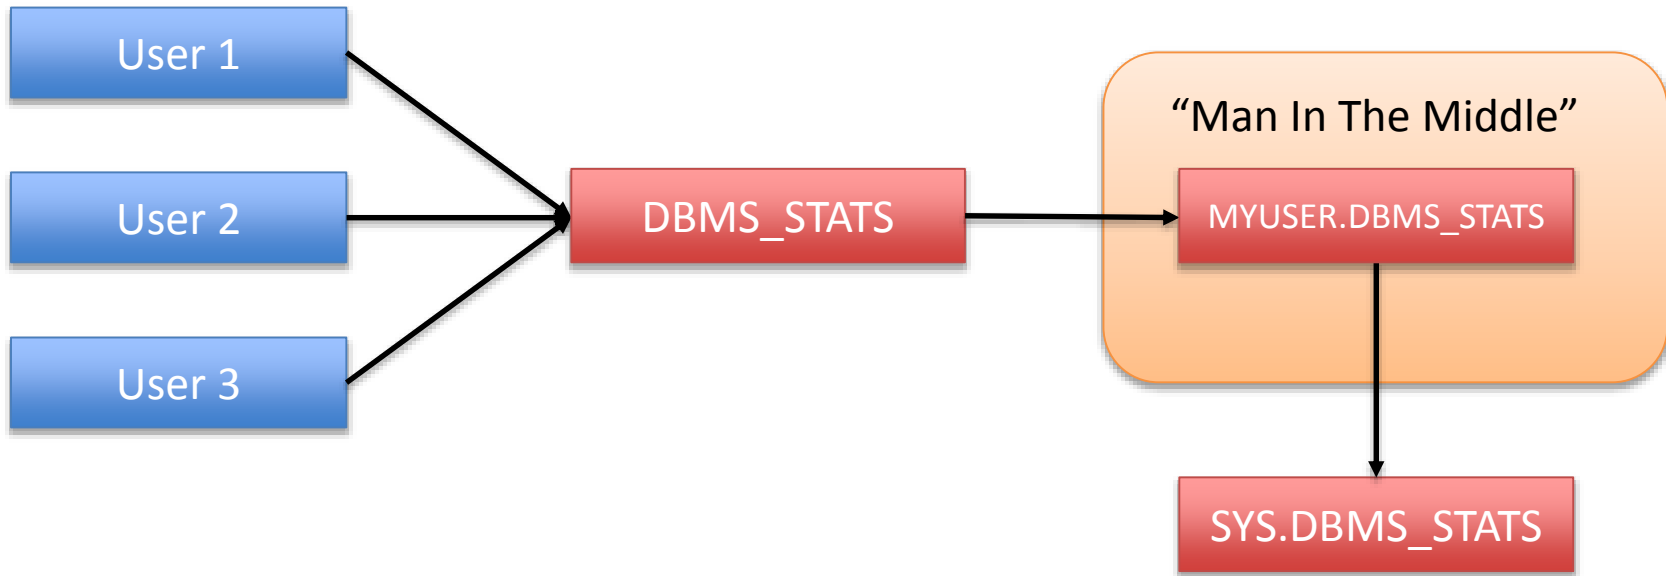 User 1
User 2
User 3
DBMS_STATS
“Man In The Middle”
MYUSER.DBMS_STATS
SYS.DBMS_STATS